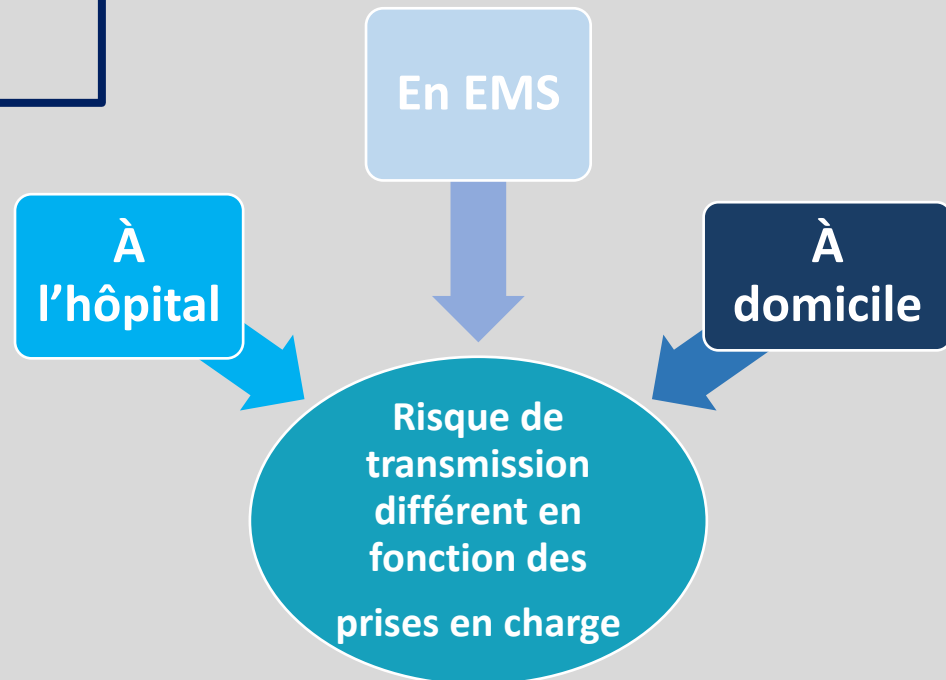 En EMS
À
l’hôpital
À
domicile
Risque de
transmission
différent en
fonction des
prises en charge